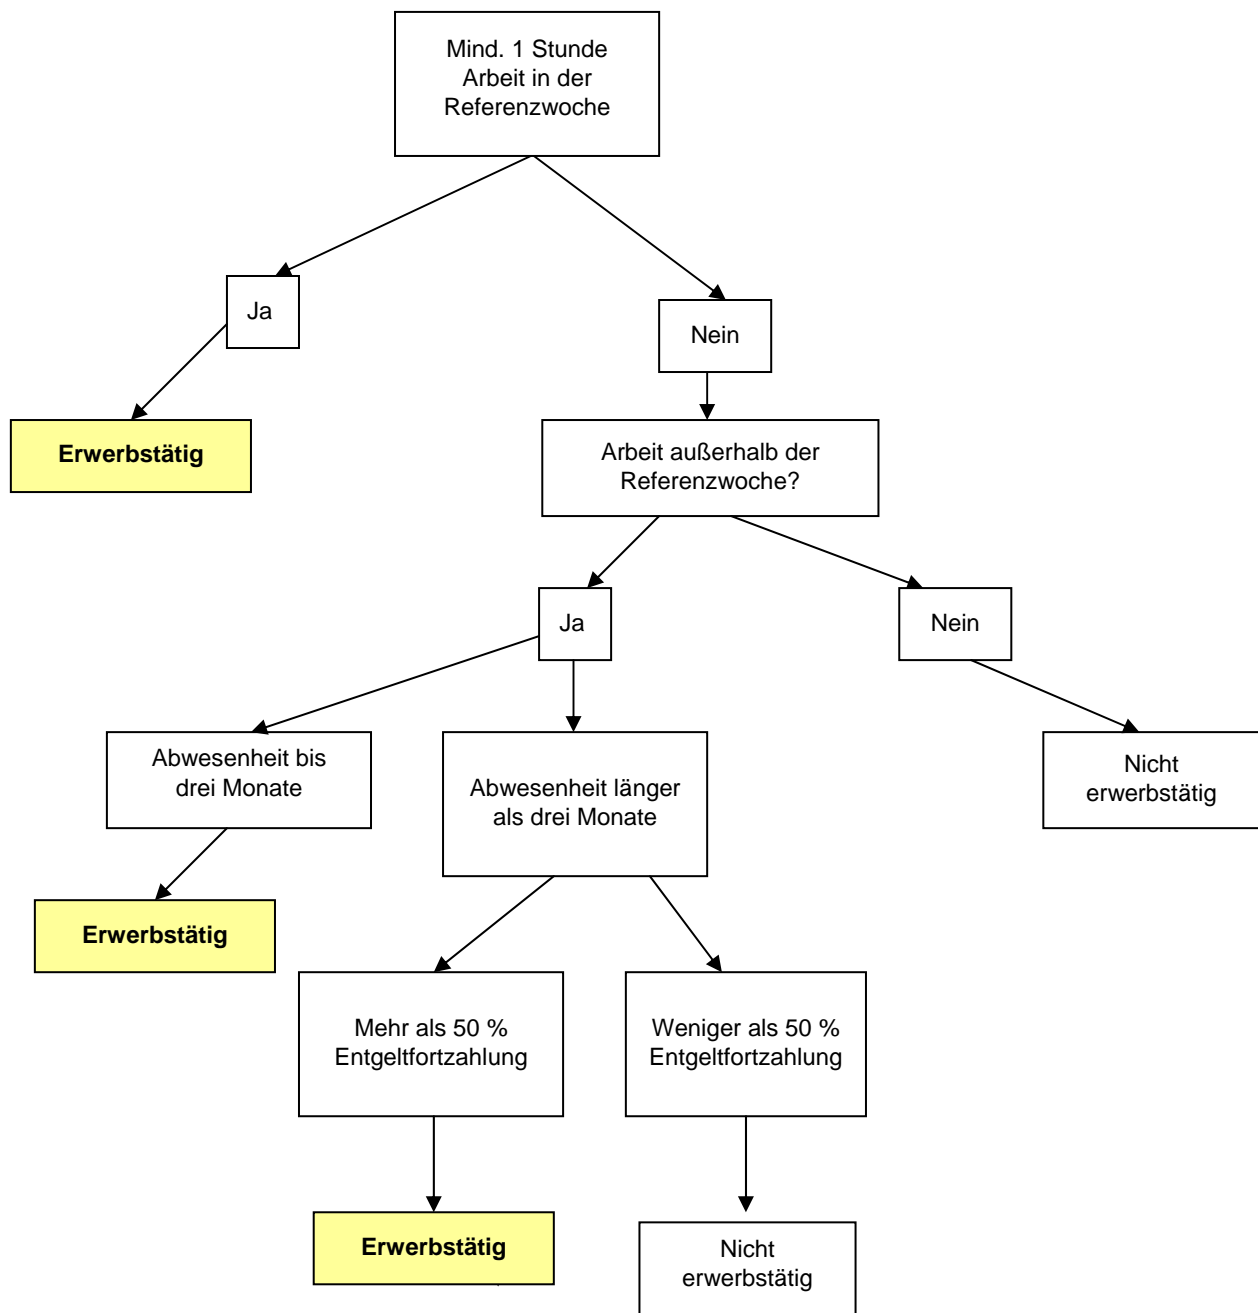 Mind. 1 Stunde
Arbeit in der
Referenzwoche
Ja
Nein
Erwerbstätig
Arbeit außerhalb der
Referenzwoche?
Ja
Nein
Abwesenheit bis
drei Monate
Abwesenheit länger
als drei Monate
Nicht
erwerbstätig
Erwerbstätig
Mehr als 50 %
Entgeltfortzahlung
Weniger als 50 %
Entgeltfortzahlung
Erwerbstätig
Nicht
erwerbstätig